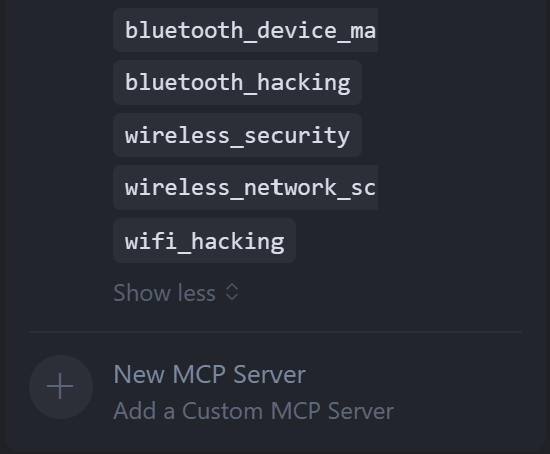 bluetooth_device_ma
bluetooth_hacking
wireless_security
wireless_network_sc
wifi_hacking
Show less
New MCP Server
Add a Custom MCP Server